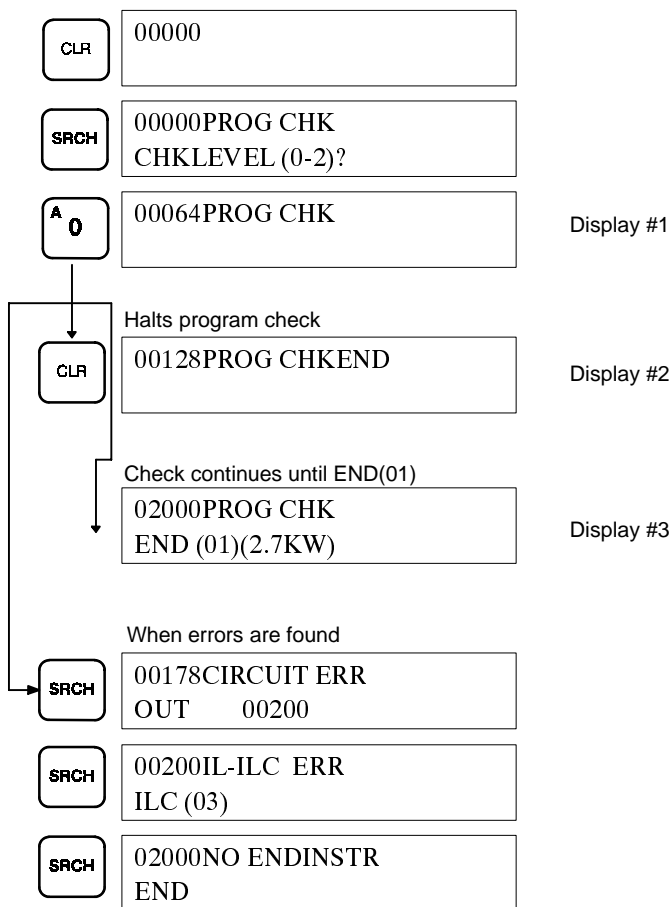 CLR
00000
SRCH
00000PROG CHK
CHKLEVEL (0-2)?
A 0
00064PROG CHK
Display #1
Halts program check
CLR
00128PROG CHKEND
Display #2
Check continues until END(01)
02000PROG CHK
END (01)(2.7KW)
Display #3
When errors are found
SRCH
00178CIRCUIT ERR
OUT 00200
SRCH
00200IL-ILC ERR
ILC (03)
SRCH
02000NO ENDINSTR
END